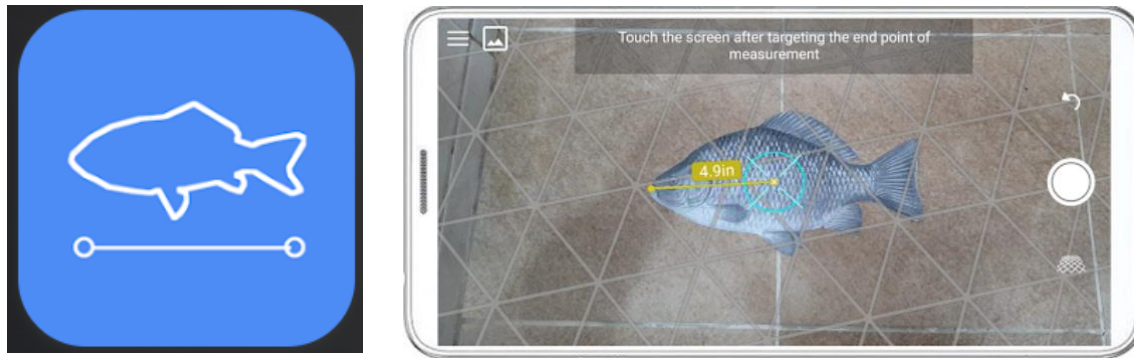 Touch the screen after targeting the end point of
measurement
4.9in